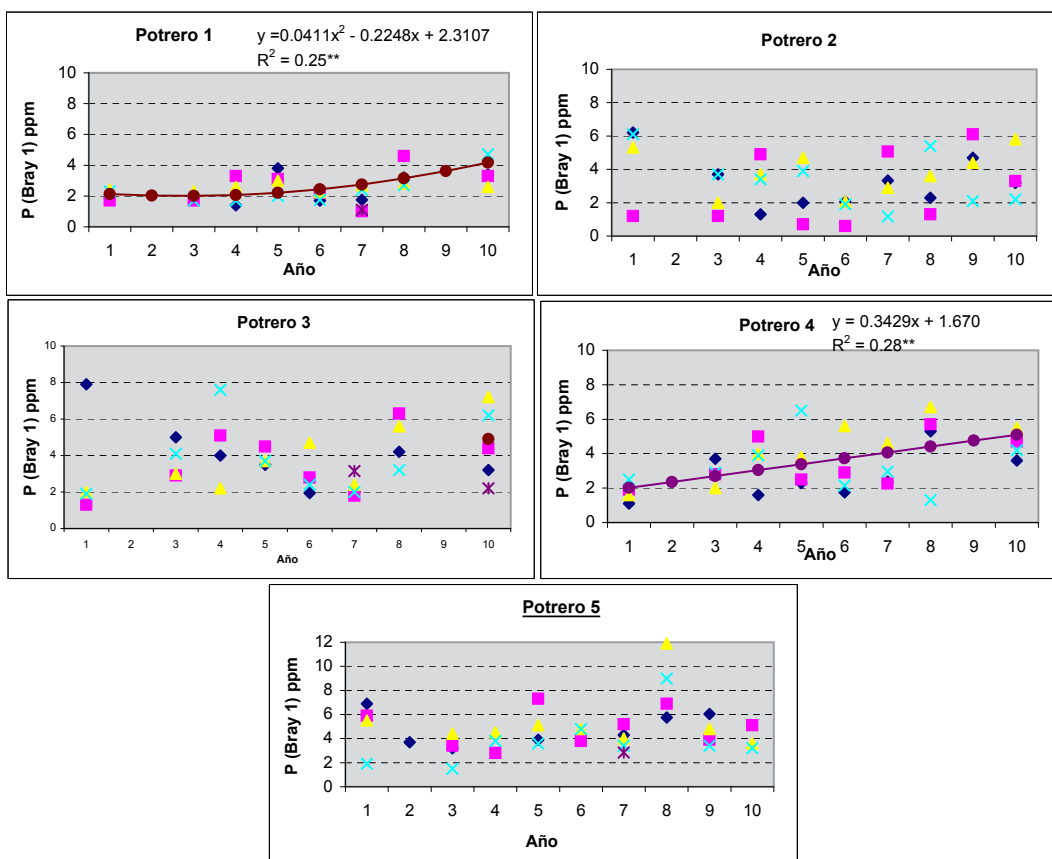 Potrero 1
y =0.0411x² - 0.2248x + 2.3107
R² = 0.25**
P (Bray 1) ppm
10
8
6
4
2
0
1 2 3 4 5 6 7 8 9 10
Año
Potrero 2
P (Bray 1) ppm
10
8
6
4
2
0
1 2 3 4 5 6 7 8 9 10
Año
Potrero 3
P (Bray 1) ppm
10
8
6
4
2
0
1 2 3 4 5 6 7 8 9 10
Año
Potrero 4
y = 0.3429x + 1.670
R² = 0.28**
P (Bray 1) ppm
10
8
6
4
2
0
1 2 3 4 5 6 7 8 9 10
Año
Potrero 5
P (Bray 1) ppm
12
10
8
6
4
2
0
1 2 3 4 5 6 7 8 9 10
Año